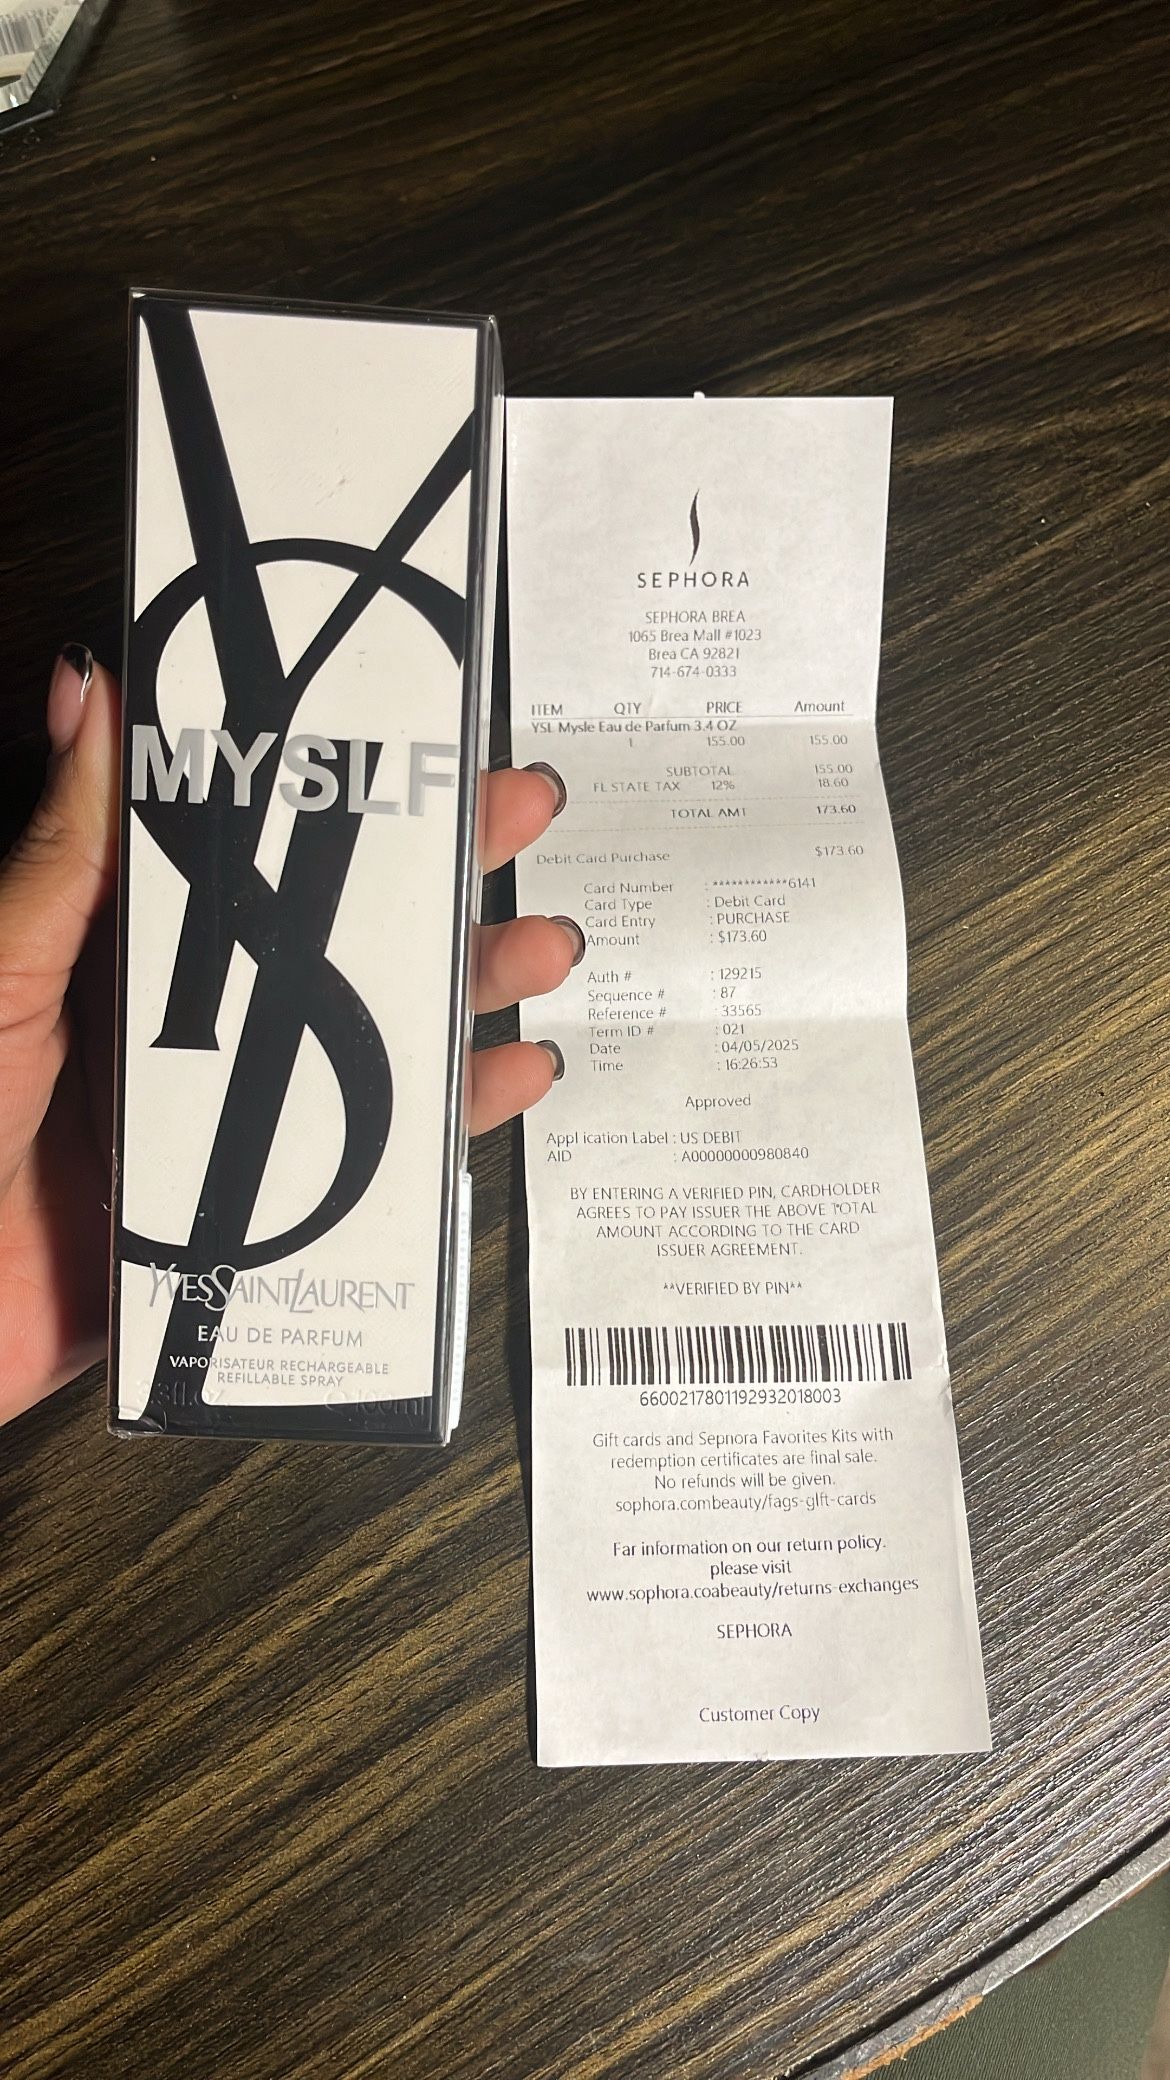 MYSLF
YVESSAINTLAURENT
EAU DE PARFUM
VAPORISATEUR RECHARGEABLE
REFILLABLE SPRAY
3.3fl.oz 100ml
SEPHORA
SEPHORA BREA
1065 Brea Mall #1023
Brea CA 92821
714-674-0333
ITEM QTY PRICE Amount
YSL Mysle Eau de Parfum 3.4 OZ
1 155.00 155.00
SUBTOTAL 155.00
FL STATE TAX 12% 18.60
TOTAL AMT 173.60
Debit Card Purchase $173.60
Card Number : ************6141
Card Type : Debit Card
Card Entry : PURCHASE
Amount : $173.60
Auth # : 129215
Sequence # : 87
Reference # : 33565
Term ID # : 021
Date : 04/05/2025
Time : 16:26:53
Approved
Appl ication Label : US DEBIT
AID : A00000000980840
BY ENTERING A VERIFIED PIN, CARDHOLDER
AGREES TO PAY ISSUER THE ABOVE TOTAL
AMOUNT ACCORDING TO THE CARD
ISSUER AGREEMENT.
**VERIFIED BY PIN**
6600217801192932018003
Gift cards and Sepnora Favorites Kits with
redemption certificates are final sale.
No refunds will be given.
sophora.combeauty/fags-glft-cards
Far information on our return policy.
please visit
www.sophora.coabeauty/returns-exchanges
SEPHORA
Customer Copy